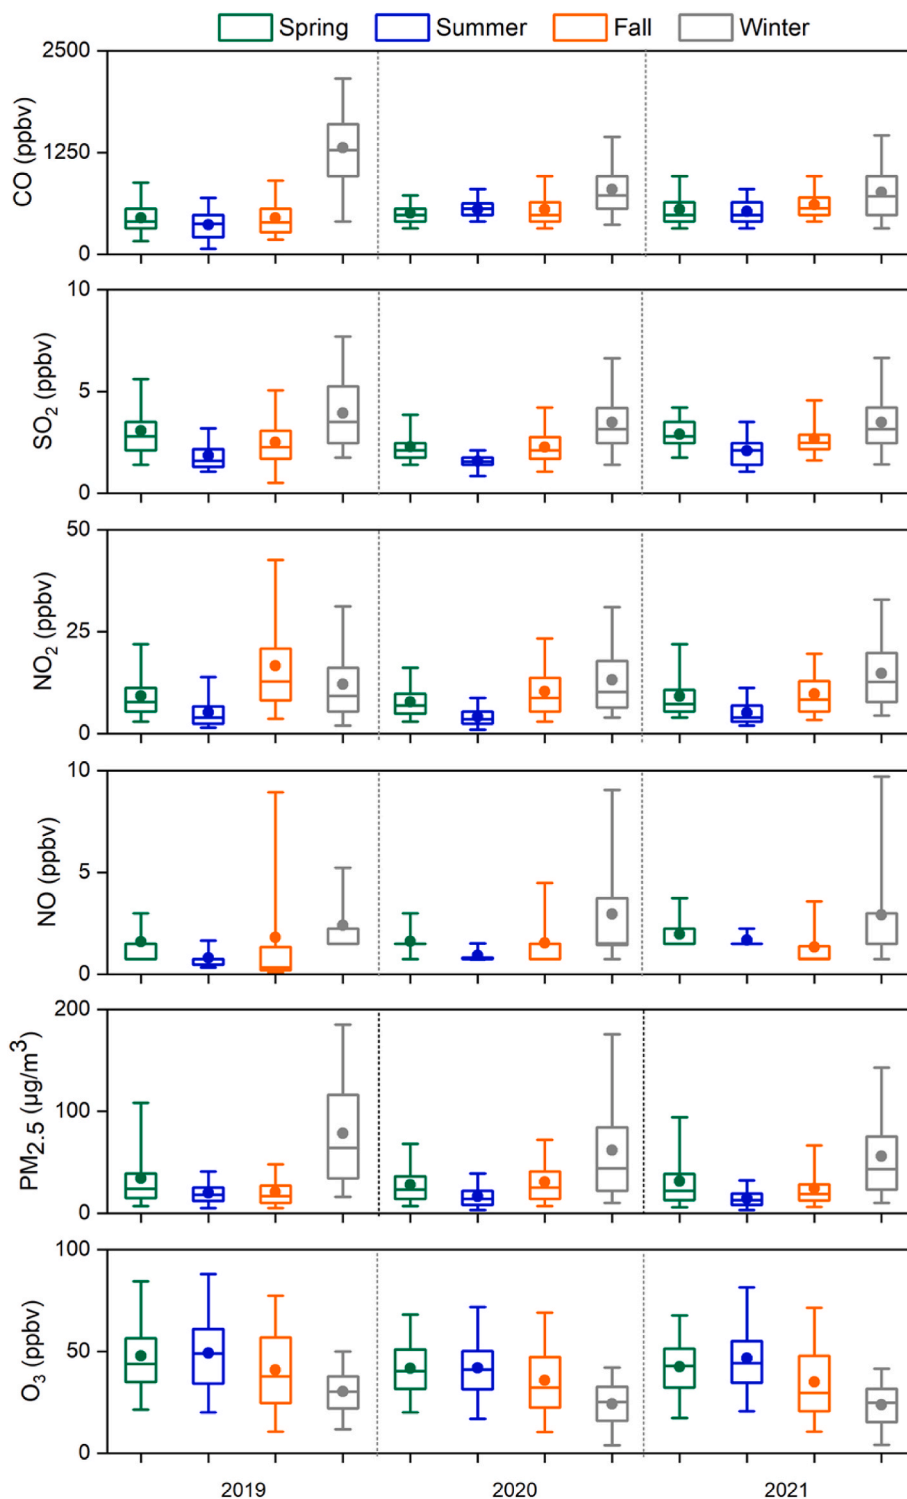 Spring Summer Fall Winter
2500
1250
0
CO (ppbv)
10
5
0
SO₂ (ppbv)
50
25
0
NO₂ (ppbv)
10
5
0
NO (ppbv)
200
100
0
PM₂.₅ (µg/m³)
100
50
0
O₃ (ppbv)
2019 2020 2021